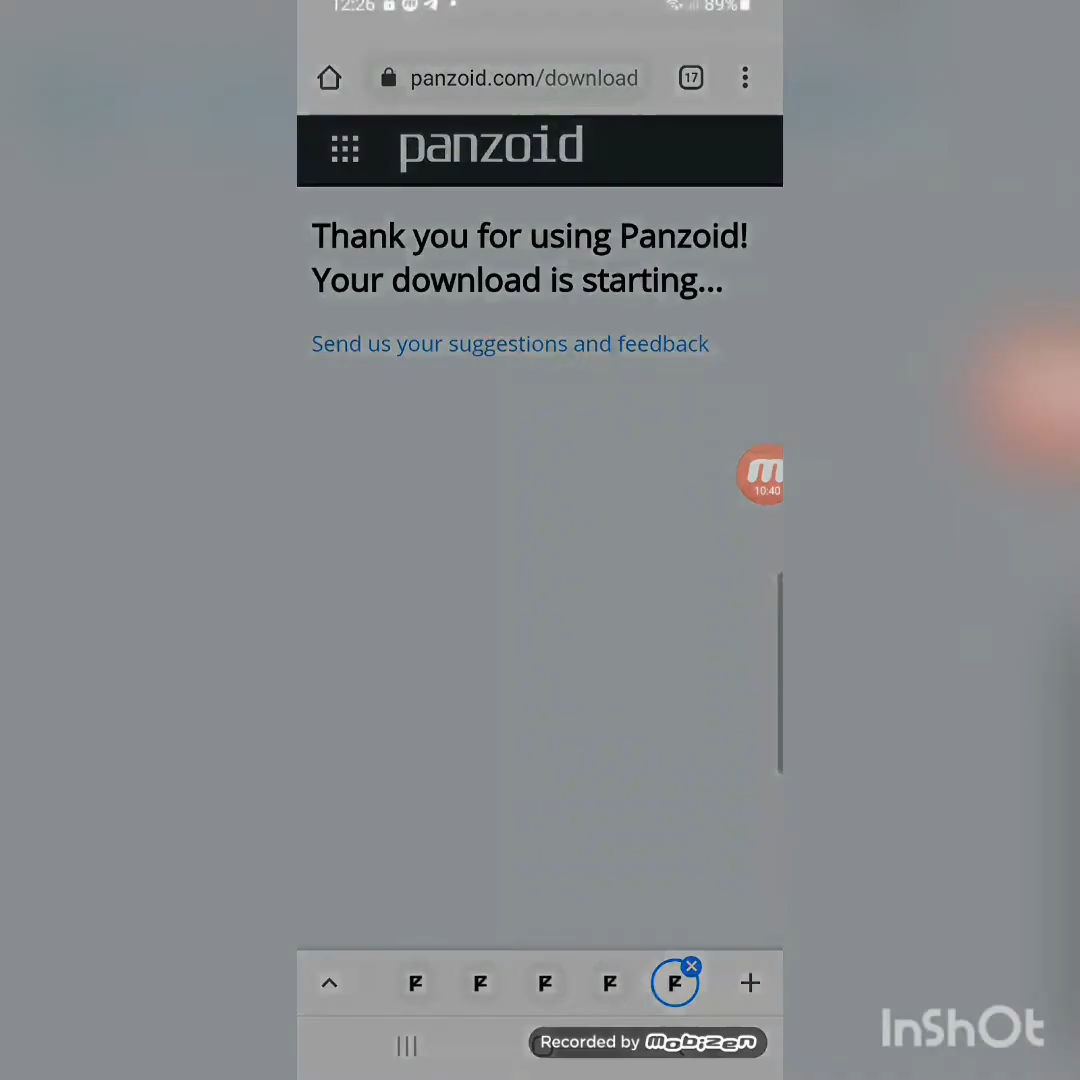 12:26
89%
panzoid.com/download
17
panzoid
Thank you for using Panzoid!
Your download is starting...
Send us your suggestions and feedback
m
10:40
Recorded by mobizen
InShOt